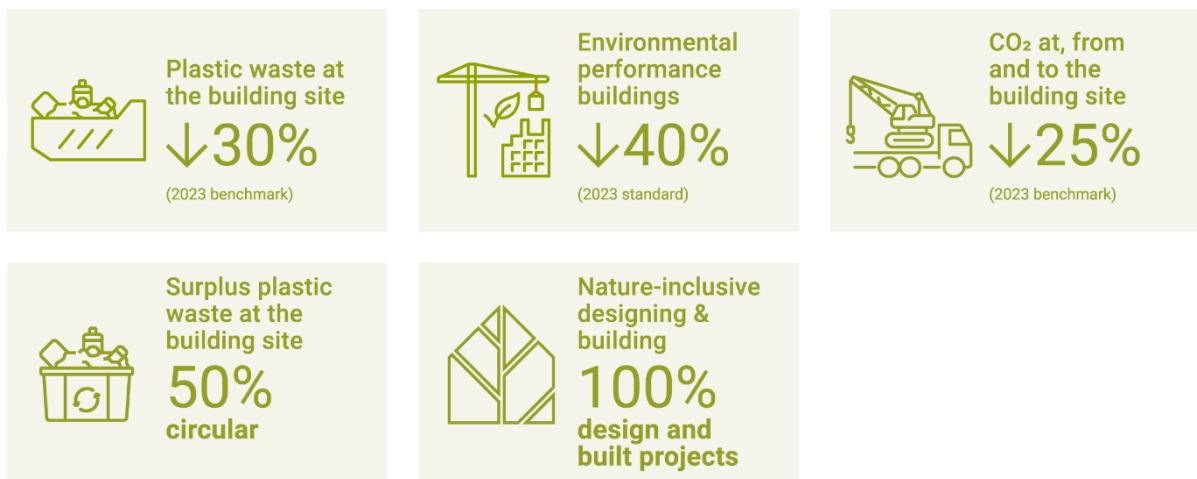 Plastic waste at
the building site
↓30%
(2023 benchmark)
Environmental
performance
buildings
↓40%
(2023 standard)
CO₂ at, from
and to the
building site
↓25%
(2023 benchmark)
Surplus plastic
waste at the
building site
50%
circular
Nature-inclusive
designing &
building
100%
design and
built projects